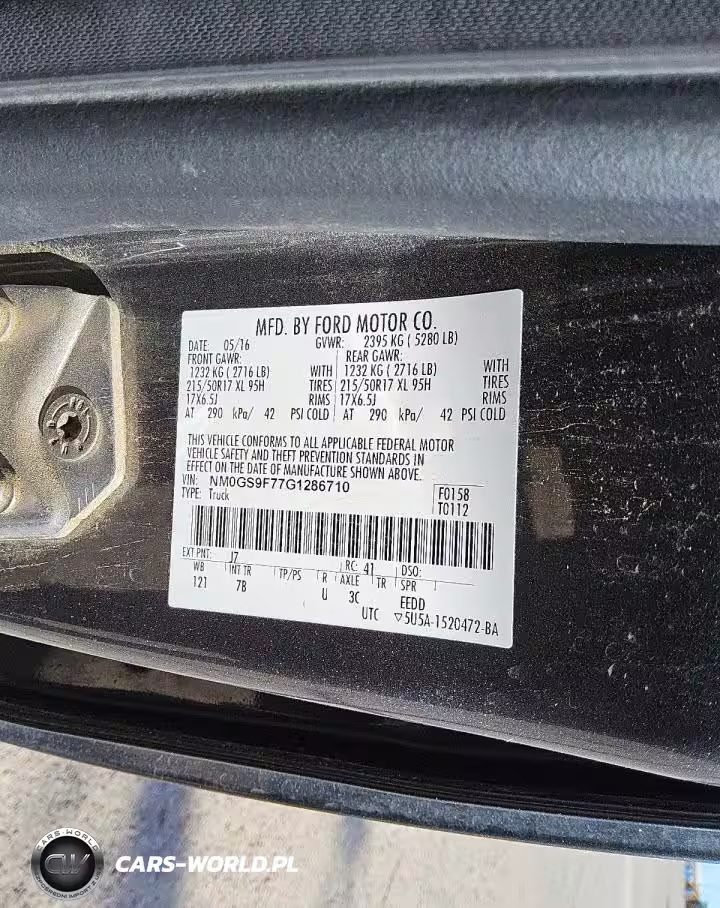 MFD. BY FORD MOTOR CO.
DATE: 05/16 GVWR: 2395 KG ( 5280 LB)
FRONT GAWR: REAR GAWR:
1232 KG ( 2716 LB) WITH 1232 KG ( 2716 LB) WITH
215/50R17 XL 95H TIRES 215/50R17 XL 95H TIRES
17X6.5J RIMS 17X6.5J RIMS
AT 290 kPa/ 42 PSI COLD AT 290 kPa/ 42 PSI COLD
THIS VEHICLE CONFORMS TO ALL APPLICABLE FEDERAL MOTOR
VEHICLE SAFETY AND THEFT PREVENTION STANDARDS IN
EFFECT ON THE DATE OF MANUFACTURE SHOWN ABOVE.
VIN: NM0GS9F77G1286710 F0158
TYPE: Truck T0112
EXT PNT: J7 RC: 41 DSO:
WB INT TR TP/PS R AXLE TR SPR
121 7B U 3C EEDD
UTC ▽5U5A-1520472-BA
CARS-WORLD
CW
CARS-WORLD.PL